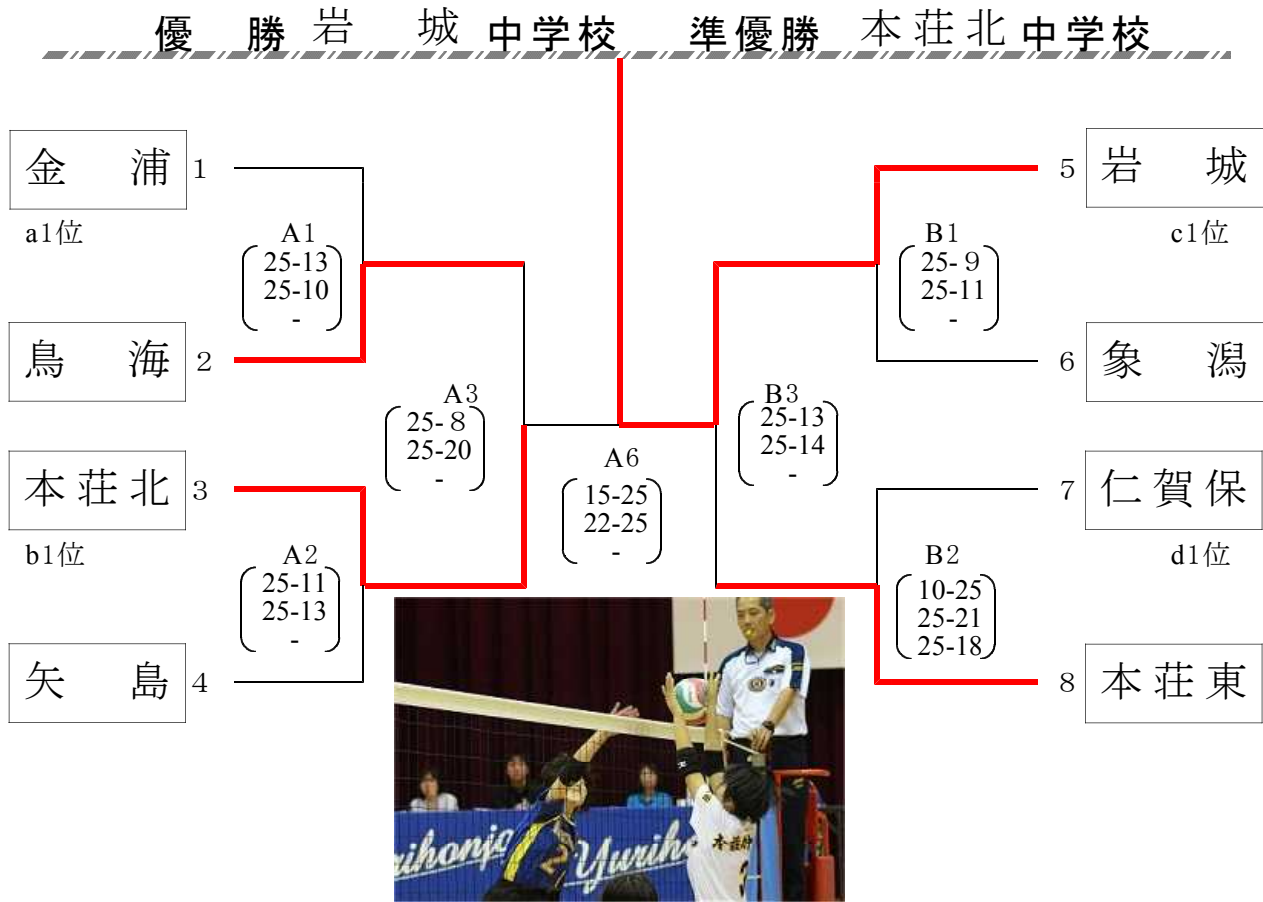 優　勝 岩　城 中学校　準優勝 本荘北 中学校
金　浦 1
a1位
A1
25-13
25-10
-
鳥　海 2
本荘北 3
b1位
A2
25-11
25-13
-
矢　島 4
A3
25-８
25-20
-
A6
15-25
22-25
-
B3
25-13
25-14
-
5 岩　城
c1位
B1
25-９
25-11
-
6 象　潟
7 仁賀保
d1位
B2
10-25
25-21
25-18
8 本荘東
rihonjo Yuriho
2